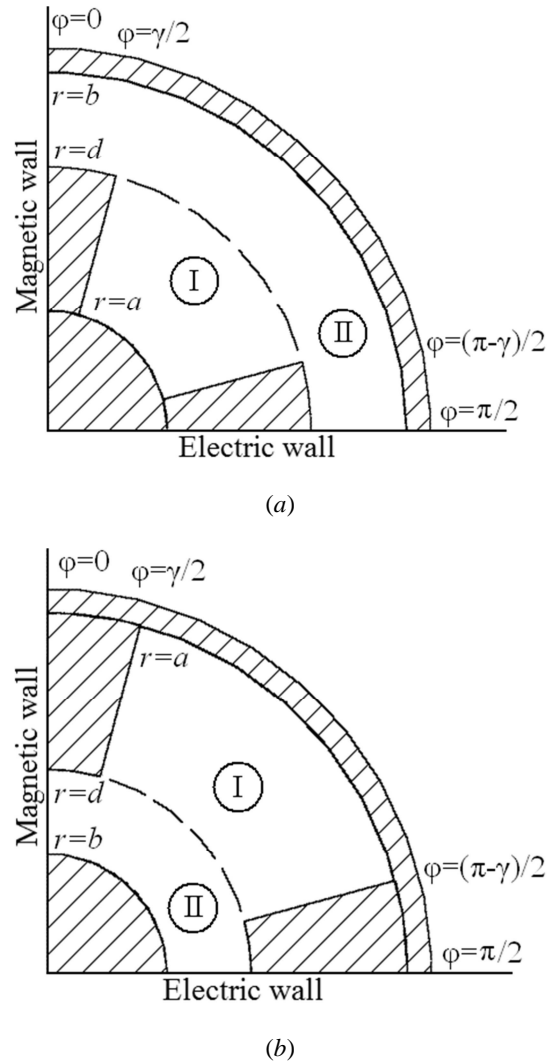 φ=0
φ=γ/2
r=b
r=d
Magnetic wall
I
r=a
II
φ=(π-γ)/2
φ=π/2
Electric wall
(a)
φ=0
φ=γ/2
r=a
Magnetic wall
I
r=d
r=b
φ=(π-γ)/2
II
φ=π/2
Electric wall
(b)